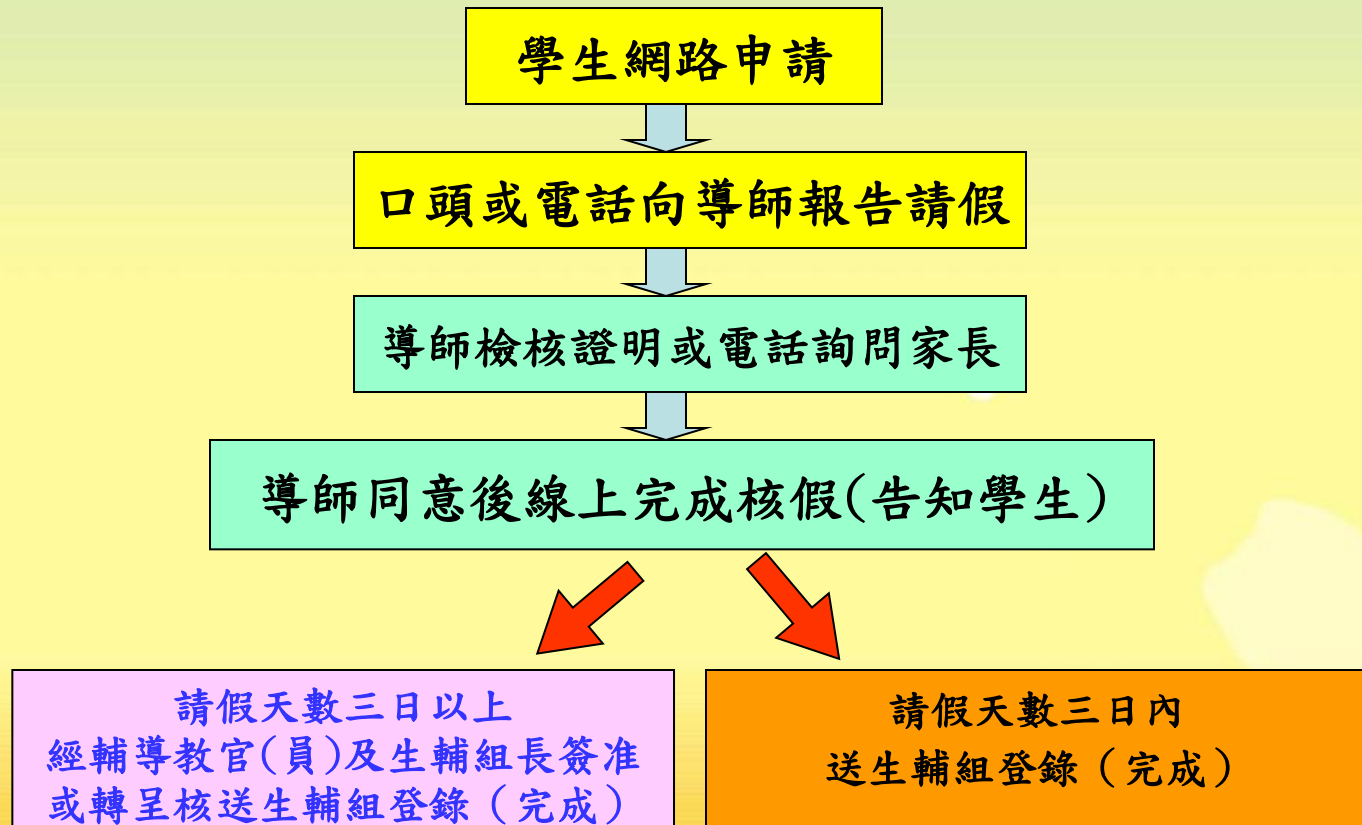 學生網路申請
口頭或電話向導師報告請假
導師檢核證明或電話詢問家長
導師同意後線上完成核假(告知學生)
請假天數三日以上
經輔導教官(員)及生輔組長簽准
或轉呈核送生輔組登錄（完成）
請假天數三日內
送生輔組登錄（完成）